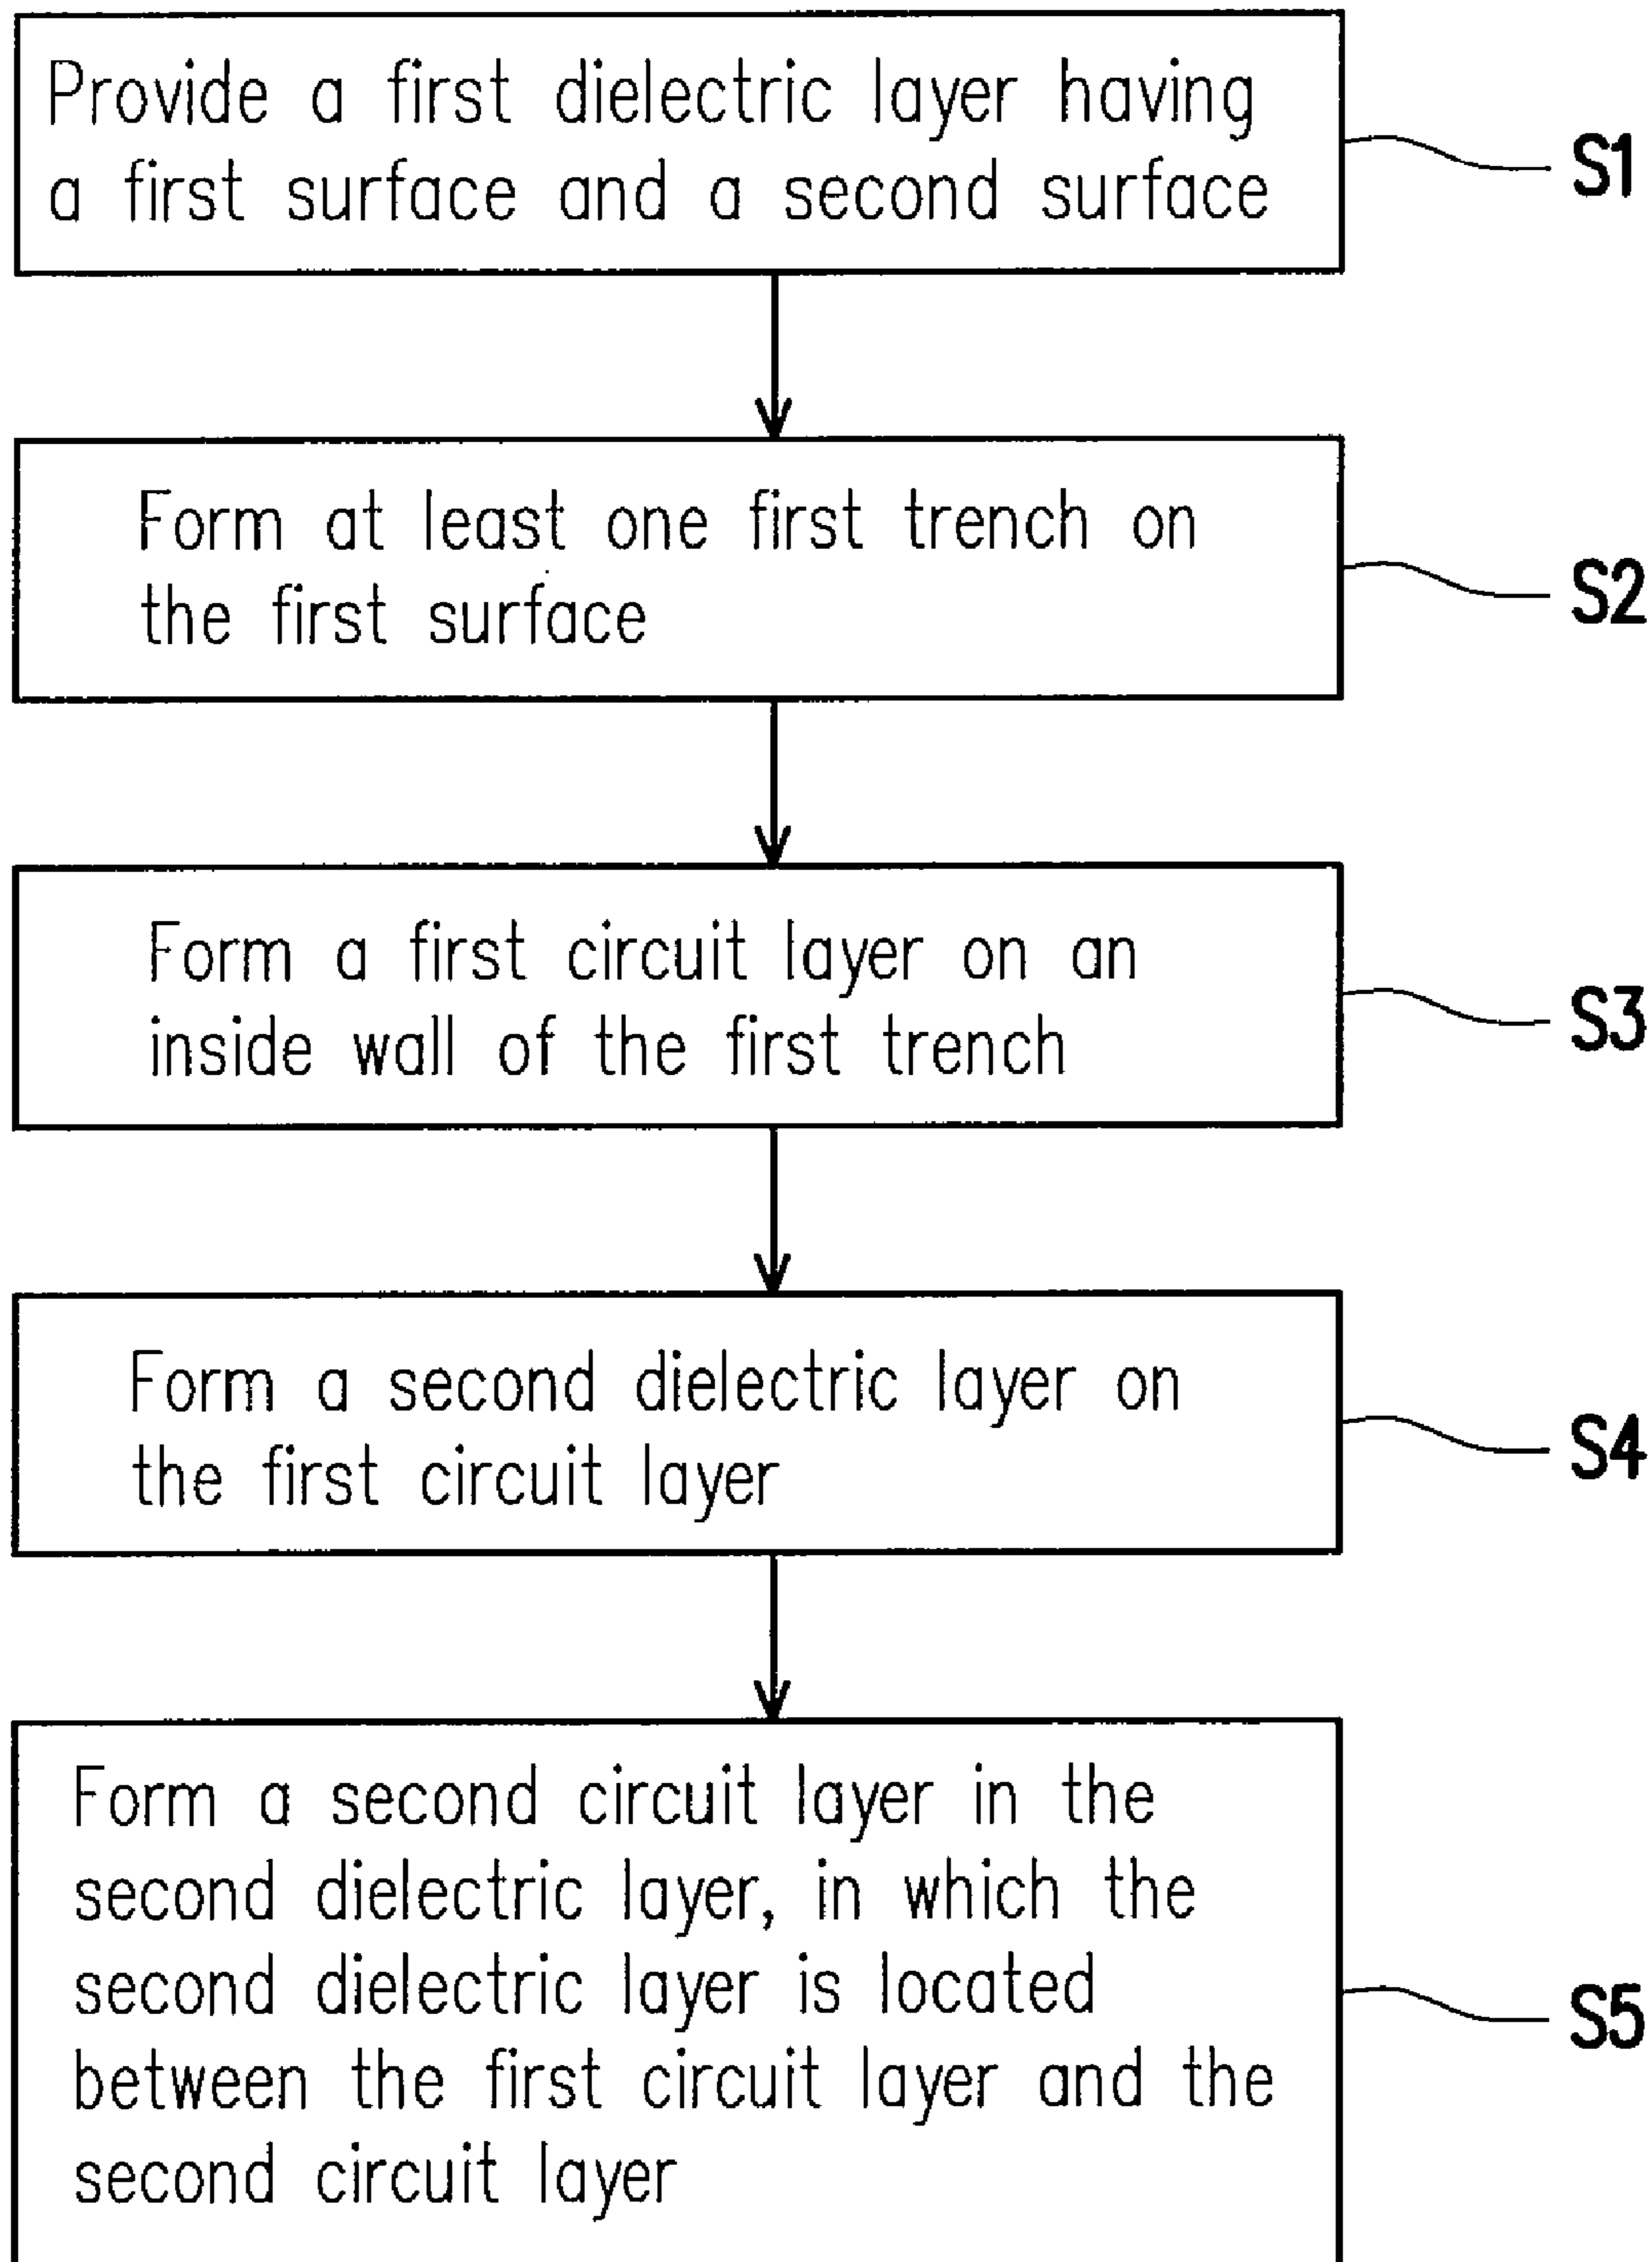 Provide a first dielectric layer having
a first surface and a second surface
S1
Form at least one first trench on
the first surface
S2
Form a first circuit layer on an
inside wall of the first trench
S3
Form a second dielectric layer on
the first circuit layer
S4
Form a second circuit layer in the
second dielectric layer, in which the
second dielectric layer is located
between the first circuit layer and the
second circuit layer
S5